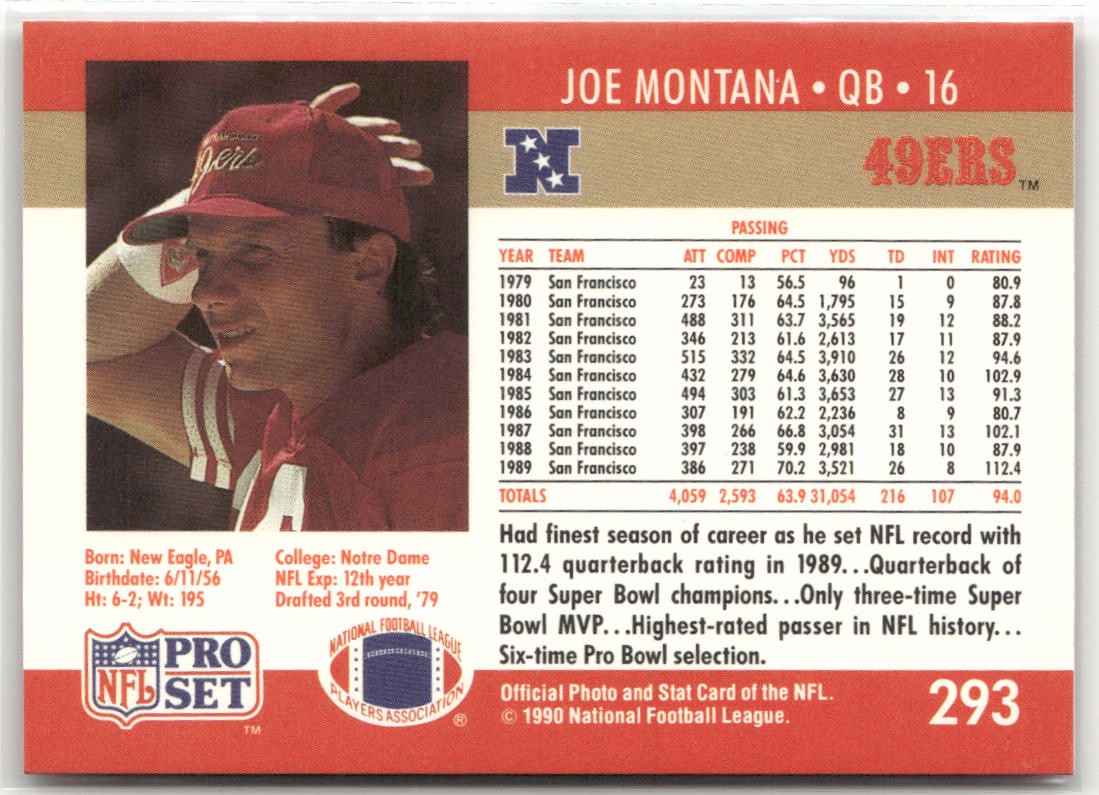 JOE MONTANA • QB • 16
N
49ERS ™
49ers
PASSING
YEAR TEAM ATT COMP PCT YDS TD INT RATING
1979 San Francisco 23 13 56.5 96 1 0 80.9
1980 San Francisco 273 176 64.5 1,795 15 9 87.8
1981 San Francisco 488 311 63.7 3,565 19 12 88.2
1982 San Francisco 346 213 61.6 2,613 17 11 87.9
1983 San Francisco 515 332 64.5 3,910 26 12 94.6
1984 San Francisco 432 279 64.6 3,630 28 10 102.9
1985 San Francisco 494 303 61.3 3,653 27 13 91.3
1986 San Francisco 307 191 62.2 2,236 8 9 80.7
1987 San Francisco 398 266 66.8 3,054 31 13 102.1
1988 San Francisco 397 238 59.9 2,981 18 10 87.9
1989 San Francisco 386 271 70.2 3,521 26 8 112.4
TOTALS 4,059 2,593 63.9 31,054 216 107 94.0
Had finest season of career as he set NFL record with
112.4 quarterback rating in 1989...Quarterback of
four Super Bowl champions...Only three-time Super
Bowl MVP...Highest-rated passer in NFL history...
Six-time Pro Bowl selection.
Born: New Eagle, PA
Birthdate: 6/11/56
Ht: 6-2; Wt: 195
College: Notre Dame
NFL Exp: 12th year
Drafted 3rd round, '79
NFL PRO SET ™
NATIONAL FOOTBALL LEAGUE
PLAYERS ASSOCIATION ®
Official Photo and Stat Card of the NFL.
© 1990 National Football League.
293